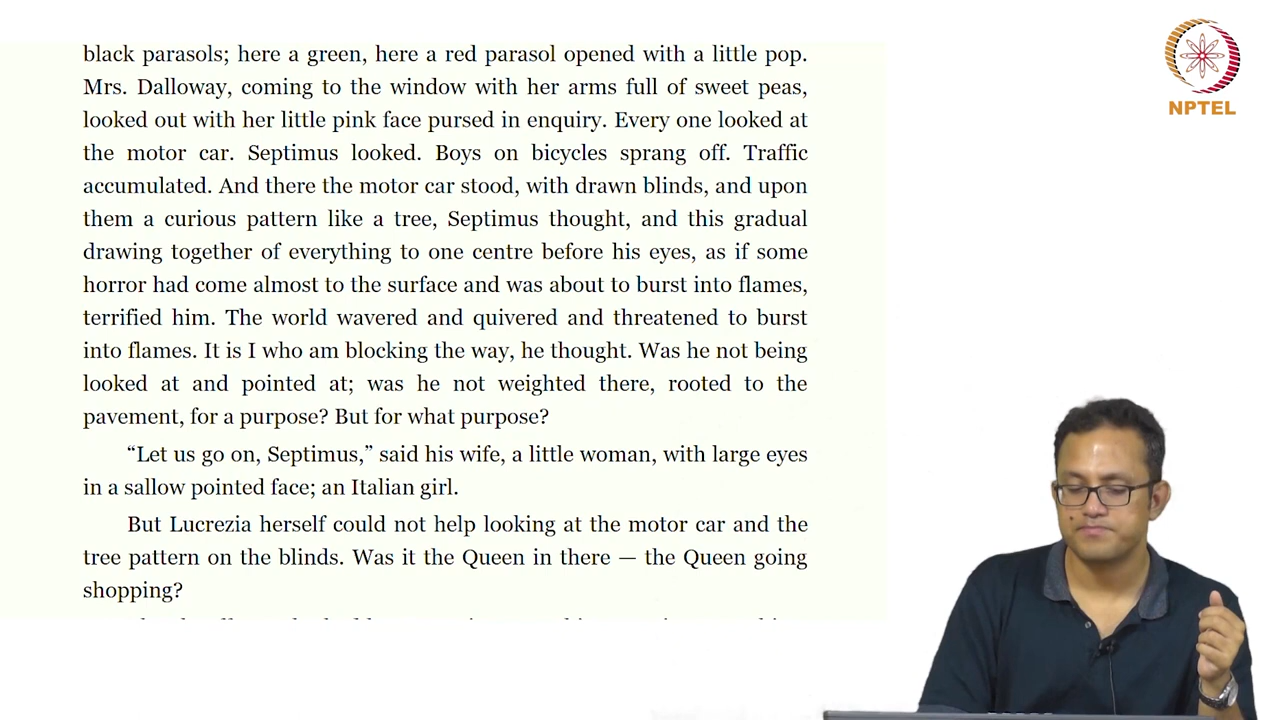 black parasols; here a green, here a red parasol opened with a little pop.
Mrs. Dalloway, coming to the window with her arms full of sweet peas,
looked out with her little pink face pursed in enquiry. Every one looked at
the motor car. Septimus looked. Boys on bicycles sprang off. Traffic
accumulated. And there the motor car stood, with drawn blinds, and upon
them a curious pattern like a tree, Septimus thought, and this gradual
drawing together of everything to one centre before his eyes, as if some
horror had come almost to the surface and was about to burst into flames,
terrified him. The world wavered and quivered and threatened to burst
into flames. It is I who am blocking the way, he thought. Was he not being
looked at and pointed at; was he not weighted there, rooted to the
pavement, for a purpose? But for what purpose?
“Let us go on, Septimus,” said his wife, a little woman, with large eyes
in a sallow pointed face; an Italian girl.
But Lucrezia herself could not help looking at the motor car and the
tree pattern on the blinds. Was it the Queen in there — the Queen going
shopping?
NPTEL